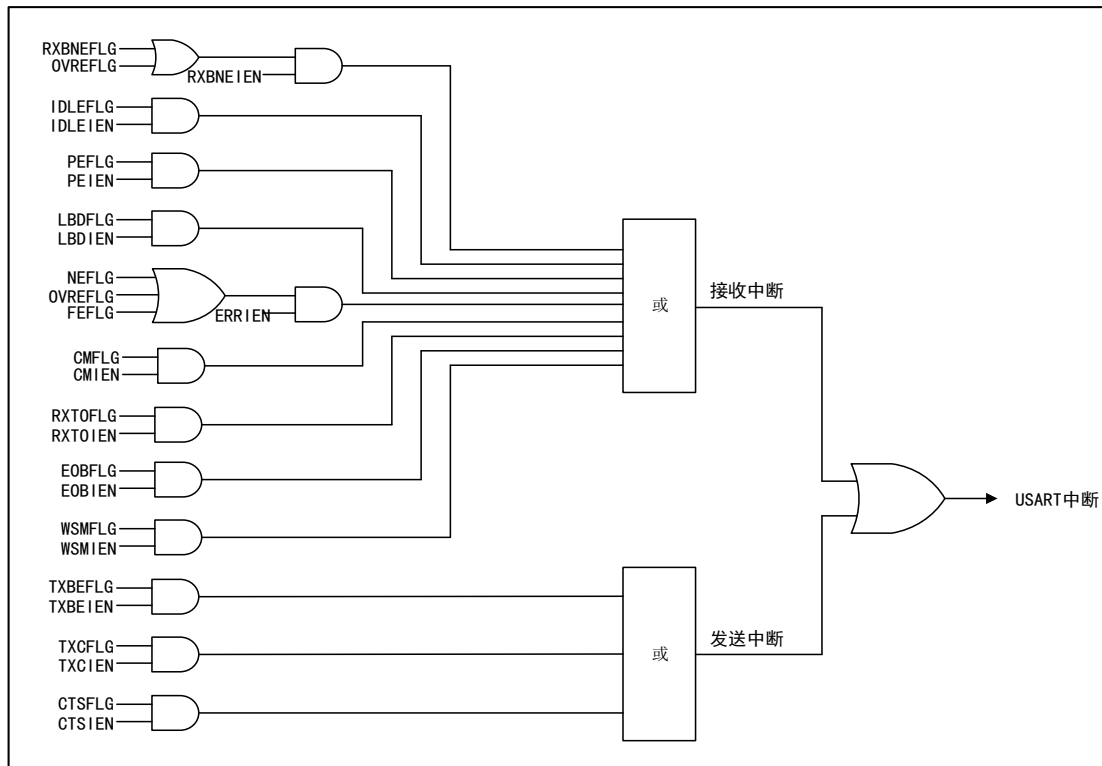 RXBNEFLG
OVREFLG
RXBNEIEN
IDLEFLG
IDLEIEN
PEFLG
PEIEN
LBDFLG
LBDIEN
NEFLG
OVREFLG
FEFLG
ERRIEN
CMFLG
CMIEN
RXTOFLG
RXTOIEN
EOBFLG
EOBIEN
WSMFLG
WSMIEN
TXBEFLG
TXBEIEN
TXCFLG
TXCIEN
CTSFLG
CTSIEN
或
接收中断
或
发送中断
USART中断